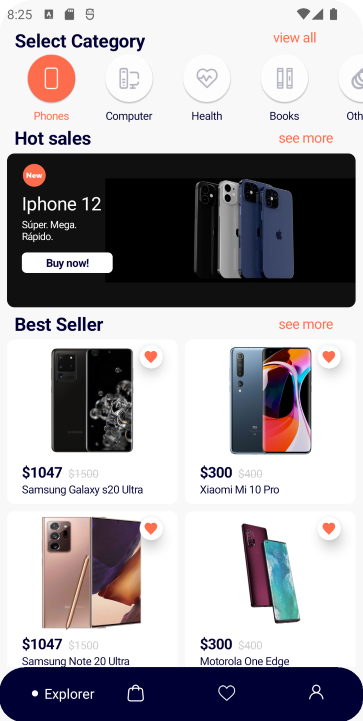 8:25
Select Category
view all
Phones
Computer
Health
Books
Oth
Hot sales
see more
New
Iphone 12
Súper. Mega.
Rápido.
Buy now!
Best Seller
see more
$1047 $1500
Samsung Galaxy s20 Ultra
$300 $400
Xiaomi Mi 10 Pro
$1047 $1500
Samsung Note 20 Ultra
$300 $400
Motorola One Edge
Explorer